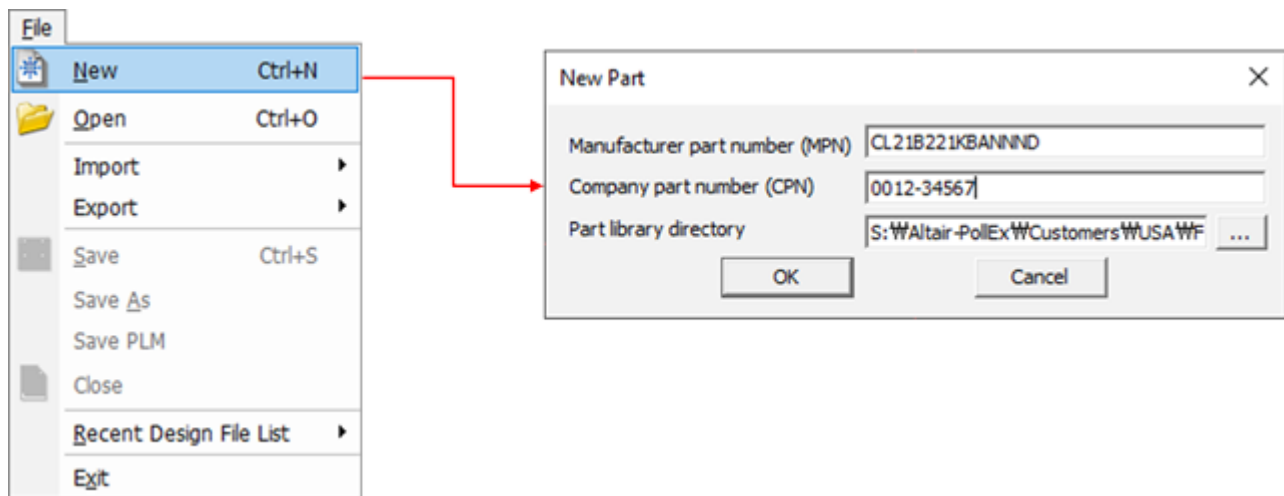 File
New Ctrl+N
Open Ctrl+O
Import
Export
Save Ctrl+S
Save As
Save PLM
Close
Recent Design File List
Exit
New Part
Manufacturer part number (MPN) CL21B221KBANNND
Company part number (CPN) 0012-34567
Part library directory S:₩Altair-PollEx₩Customers₩USA₩F ...
OK Cancel